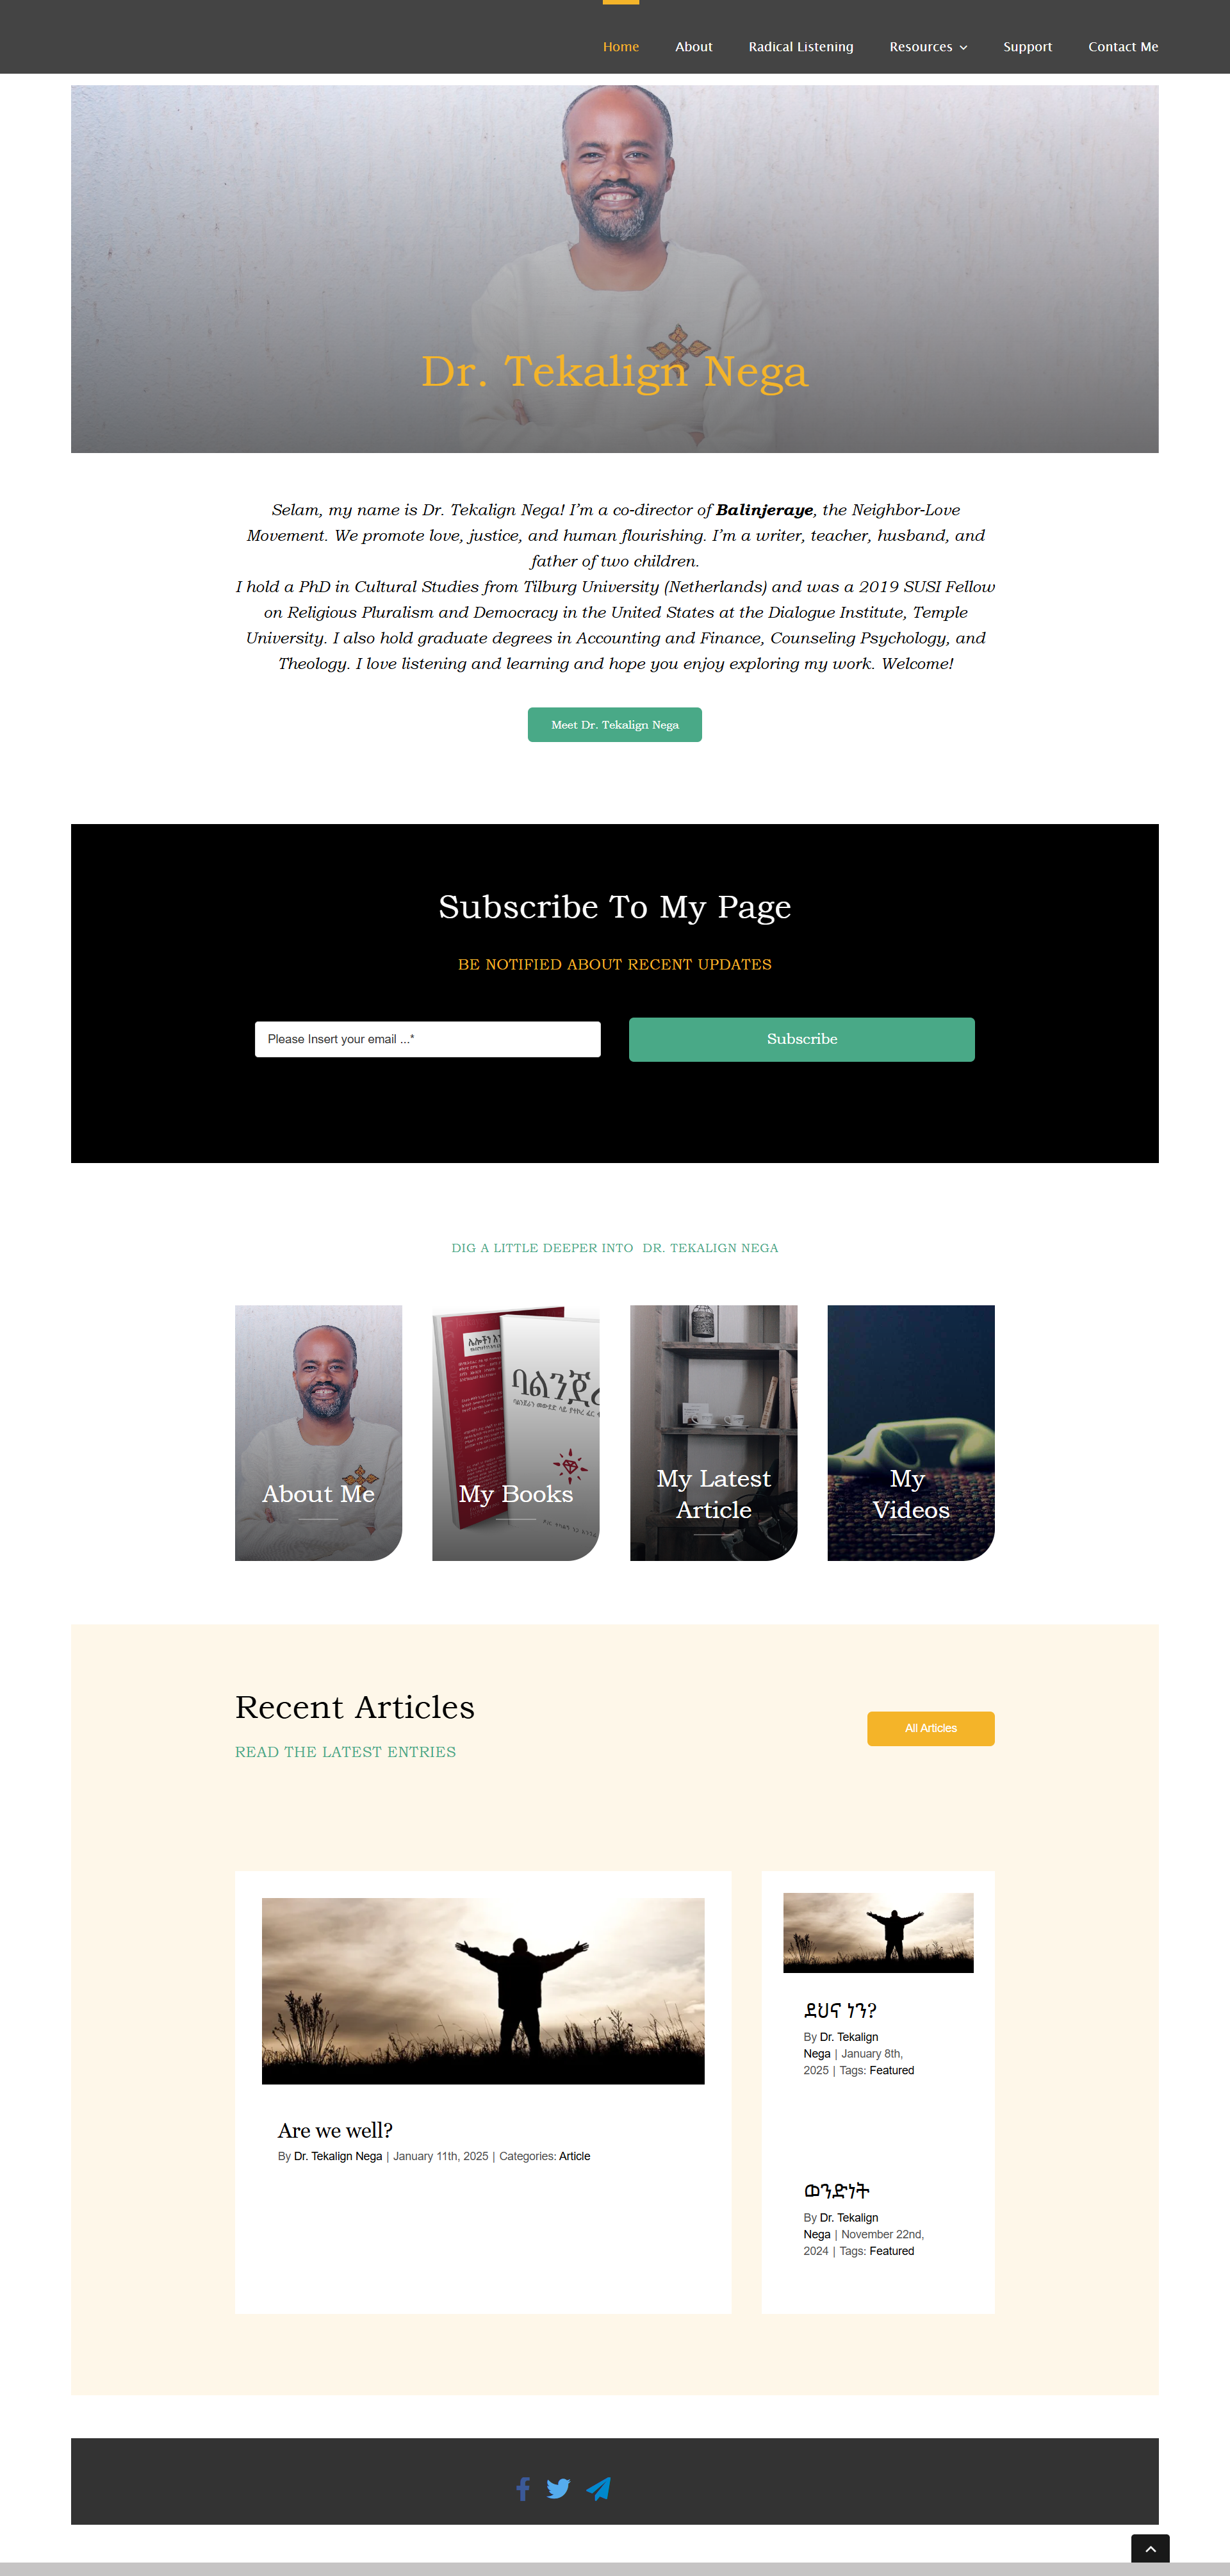 Home About Radical Listening Resources Support Contact Me
Dr. Tekalign Nega
Selam, my name is Dr. Tekalign Nega! I'm a co-director of Balinjeraye, the Neighbor-Love
Movement. We promote love, justice, and human flourishing. I'm a writer, teacher, husband, and
father of two children.
I hold a PhD in Cultural Studies from Tilburg University (Netherlands) and was a 2019 SUSI Fellow
on Religious Pluralism and Democracy in the United States at the Dialogue Institute, Temple
University. I also hold graduate degrees in Accounting and Finance, Counseling Psychology, and
Theology. I love listening and learning and hope you enjoy exploring my work. Welcome!
Meet Dr. Tekalign Nega
Subscribe To My Page
BE NOTIFIED ABOUT RECENT UPDATES
Please Insert your email ...*
Subscribe
DIG A LITTLE DEEPER INTO DR. TEKALIGN NEGA
About Me
My Books
My Latest
Article
My
Videos
Recent Articles
READ THE LATEST ENTRIES
All Articles
Are we well?
By Dr. Tekalign Nega | January 11th, 2025 | Categories: Article
ደህና ነን?
By Dr. Tekalign
Nega | January 8th,
2025 | Tags: Featured
ወንድነት
By Dr. Tekalign
Nega | November 22nd,
2024 | Tags: Featured